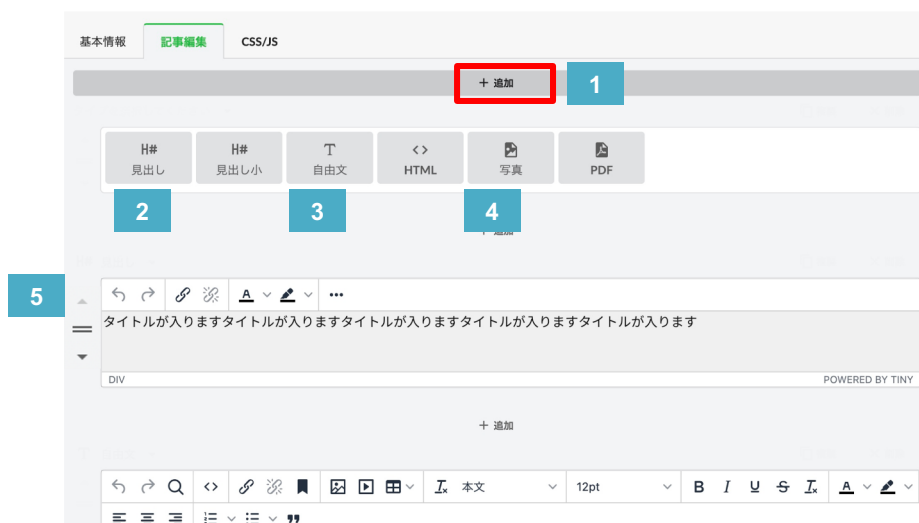 基本情報 記事編集 CSS/JS
+ 追加 1
H# H# T <>
見出し 見出し小 自由文 HTML 写真 PDF
2 3 4
+ 追加
5
A
タイトルが入りますタイトルが入りますタイトルが入りますタイトルが入りますタイトルが入ります
DIV POWERED BY TINY
+ 追加
<> 本文 12pt B I U S A